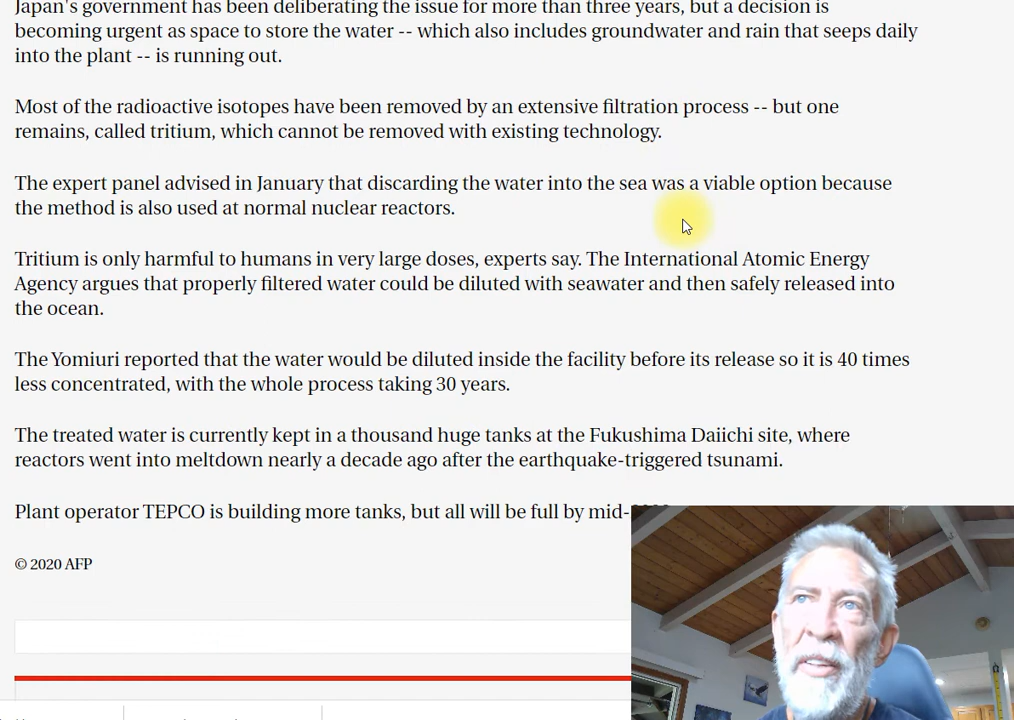 Japan's government has been deliberating the issue for more than three years, but a decision is
becoming urgent as space to store the water -- which also includes groundwater and rain that seeps daily
into the plant -- is running out.
Most of the radioactive isotopes have been removed by an extensive filtration process -- but one
remains, called tritium, which cannot be removed with existing technology.
The expert panel advised in January that discarding the water into the sea was a viable option because
the method is also used at normal nuclear reactors.
Tritium is only harmful to humans in very large doses, experts say. The International Atomic Energy
Agency argues that properly filtered water could be diluted with seawater and then safely released into
the ocean.
The Yomiuri reported that the water would be diluted inside the facility before its release so it is 40 times
less concentrated, with the whole process taking 30 years.
The treated water is currently kept in a thousand huge tanks at the Fukushima Daiichi site, where
reactors went into meltdown nearly a decade ago after the earthquake-triggered tsunami.
Plant operator TEPCO is building more tanks, but all will be full by mid-
© 2020 AFP